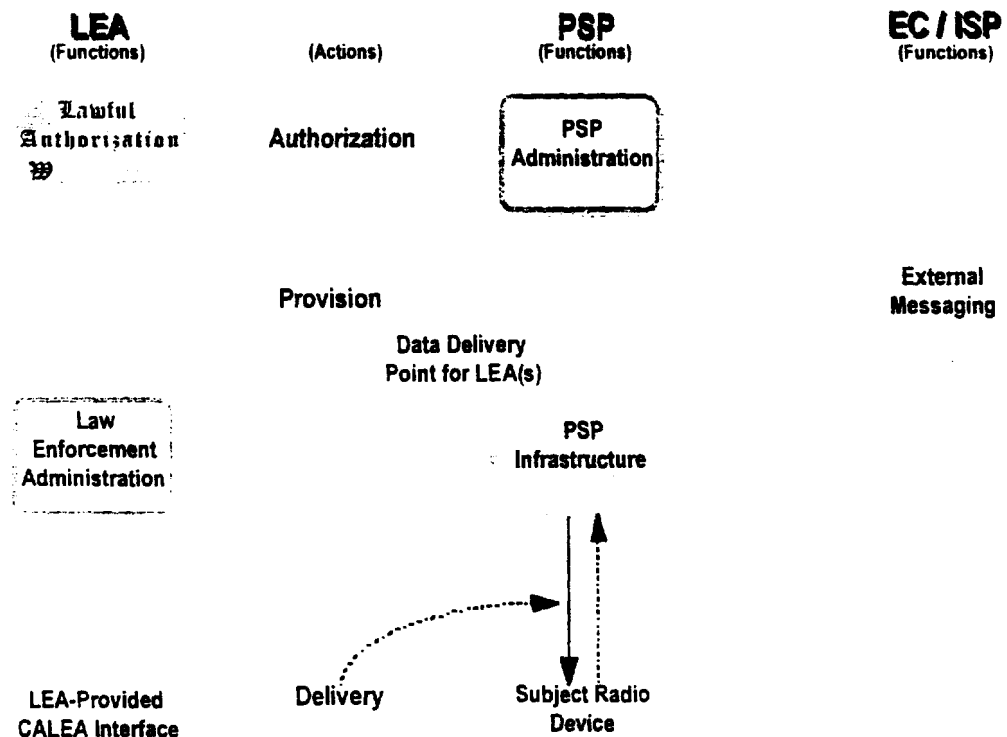 LEA
(Functions)
(Actions)
PSP
(Functions)
EC / ISP
(Functions)
Lawful
Authorization
W
Authorization
PSP
Administration
Provision
External
Messaging
Data Delivery
Point for LEA(s)
Law
Enforcement
Administration
PSP
Infrastructure
LEA-Provided
CALEA Interface
Delivery
Subject Radio
Device